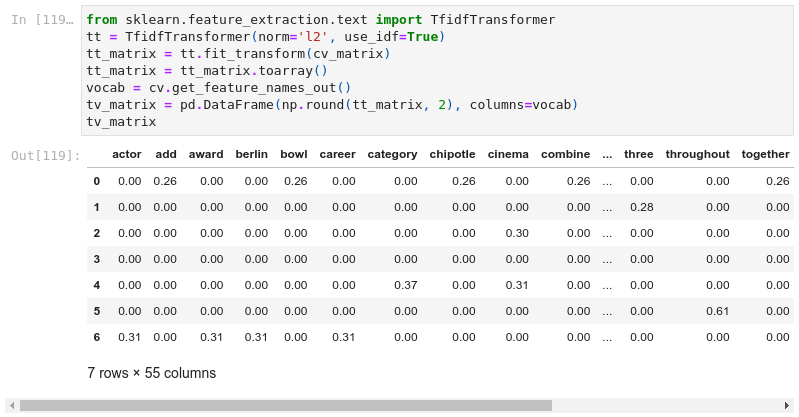 In [119… from sklearn.feature_extraction.text import TfidfTransformer
tt = TfidfTransformer(norm='l2', use_idf=True)
tt_matrix = tt.fit_transform(cv_matrix)
tt_matrix = tt_matrix.toarray()
vocab = cv.get_feature_names_out()
tv_matrix = pd.DataFrame(np.round(tt_matrix, 2), columns=vocab)
tv_matrix
Out[119]: actor add award berlin bowl career category chipotle cinema combine ... three throughout together
0 0.00 0.26 0.00 0.00 0.26 0.00 0.00 0.26 0.00 0.26 ... 0.00 0.00 0.26
1 0.00 0.00 0.00 0.00 0.00 0.00 0.00 0.00 0.00 0.00 ... 0.28 0.00 0.00
2 0.00 0.00 0.00 0.00 0.00 0.00 0.00 0.00 0.30 0.00 ... 0.00 0.00 0.00
3 0.00 0.00 0.00 0.00 0.00 0.00 0.00 0.00 0.00 0.00 ... 0.00 0.00 0.00
4 0.00 0.00 0.00 0.00 0.00 0.00 0.37 0.00 0.31 0.00 ... 0.00 0.00 0.00
5 0.00 0.00 0.00 0.00 0.00 0.00 0.00 0.00 0.00 0.00 ... 0.00 0.61 0.00
6 0.31 0.00 0.31 0.31 0.00 0.31 0.00 0.00 0.00 0.00 ... 0.00 0.00 0.00
7 rows × 55 columns